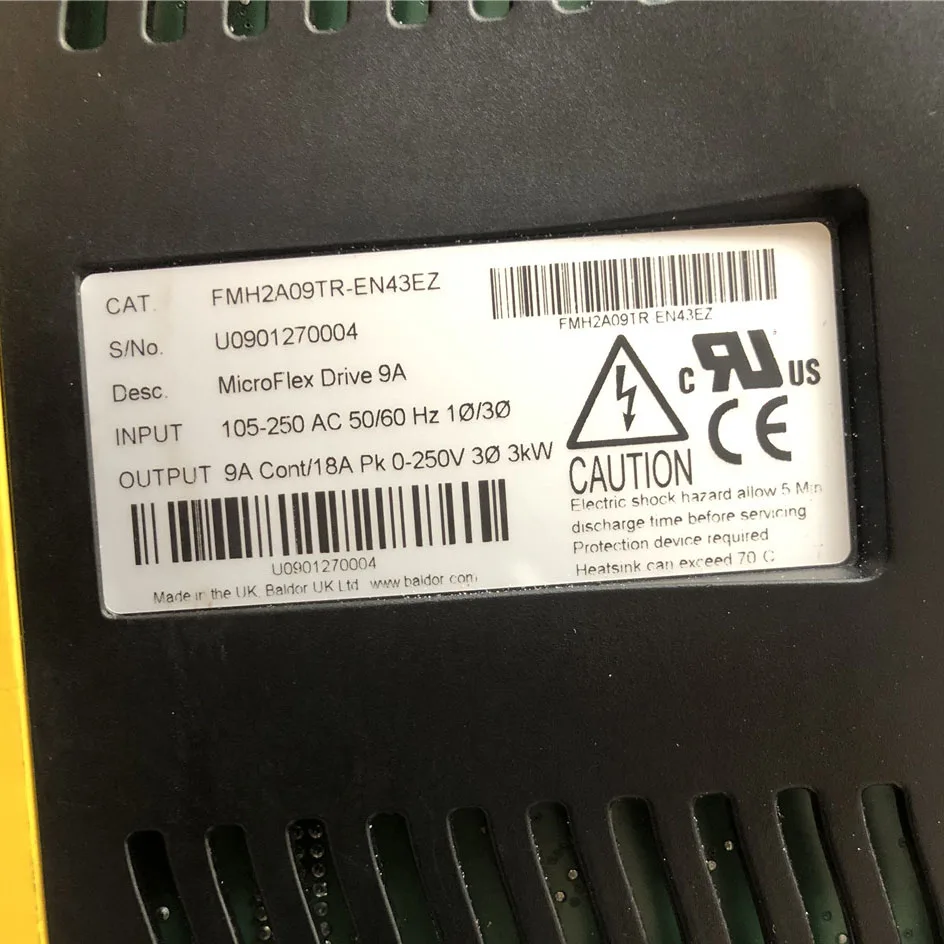 CAT. FMH2A09TR-EN43EZ
S/No. U0901270004
Desc. MicroFlex Drive 9A
INPUT 105-250 AC 50/60 Hz 1Ø/3Ø
OUTPUT 9A Cont/18A Pk 0-250V 3Ø 3kW
U0901270004
Made in the UK. Baldor UK Ltd www.baldor.com
FMH2A09TR EN43EZ
c RU US
CE
CAUTION
Electric shock hazard allow 5 Min
discharge time before servicing
Protection device required
Heatsink can exceed 70 C